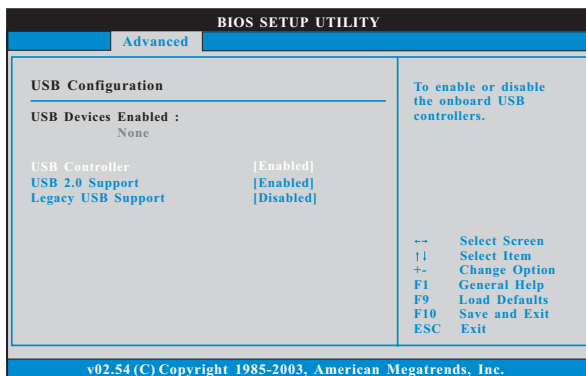 BIOS SETUP UTILITY
Advanced
USB Configuration
USB Devices Enabled :
None
USB Controller [Enabled]
USB 2.0 Support [Enabled]
Legacy USB Support [Disabled]
To enable or disable
the onboard USB
controllers.
←→ Select Screen
↑↓ Select Item
+- Change Option
F1 General Help
F9 Load Defaults
F10 Save and Exit
ESC Exit
v02.54 (C) Copyright 1985-2003, American Megatrends, Inc.